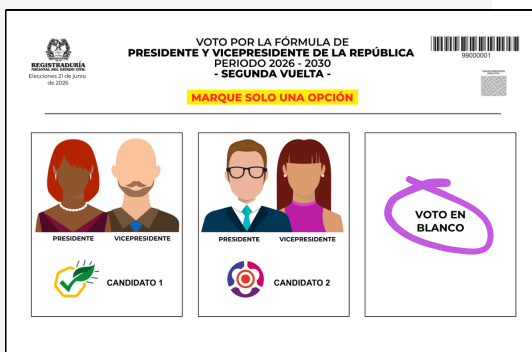 REGISTRADURÍA
NACIONAL DEL ESTADO CIVIL
Elecciones 21 de junio
de 2026
VOTO POR LA FÓRMULA DE
PRESIDENTE Y VICEPRESIDENTE DE LA REPÚBLICA
PERIODO 2026 - 2030
- SEGUNDA VUELTA -
MARQUE SOLO UNA OPCIÓN
99000001
PRESIDENTE VICEPRESIDENTE
CANDIDATO 1
PRESIDENTE VICEPRESIDENTE
CANDIDATO 2
VOTO EN
BLANCO